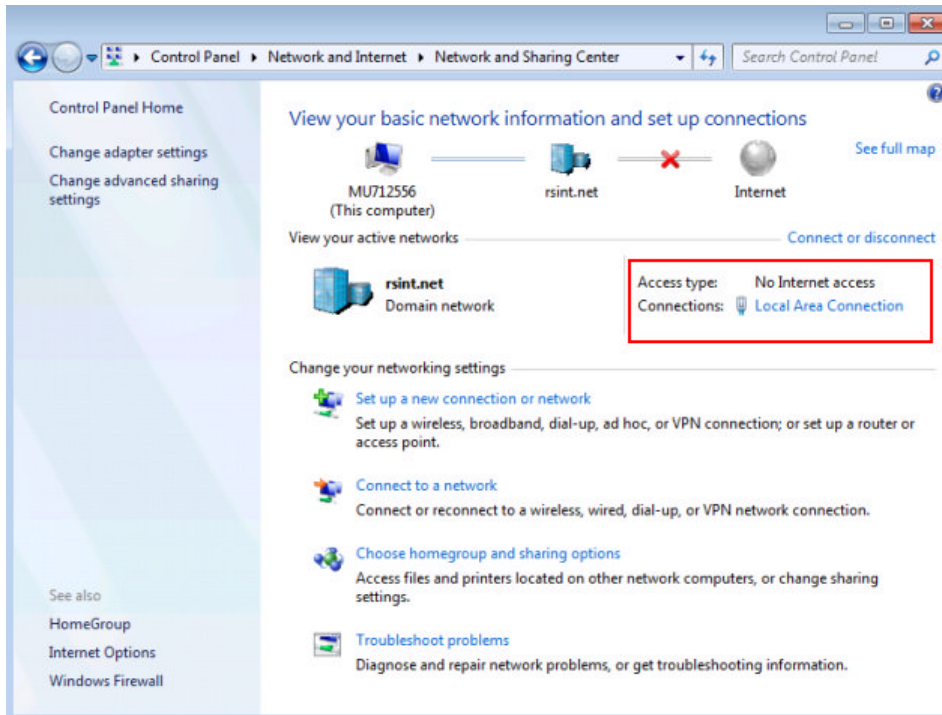 Control Panel Network and Internet Network and Sharing Center Search Control Panel
Control Panel Home
Change adapter settings
Change advanced sharing
settings
See also
HomeGroup
Internet Options
Windows Firewall
View your basic network information and set up connections
See full map
MU712556
(This computer)
rsint.net
Internet
View your active networks
Connect or disconnect
rsint.net
Domain network
Access type: No Internet access
Connections: Local Area Connection
Change your networking settings
Set up a new connection or network
Set up a wireless, broadband, dial-up, ad hoc, or VPN connection; or set up a router or
access point.
Connect to a network
Connect or reconnect to a wireless, wired, dial-up, or VPN network connection.
Choose homegroup and sharing options
Access files and printers located on other network computers, or change sharing
settings.
Troubleshoot problems
Diagnose and repair network problems, or get troubleshooting information.